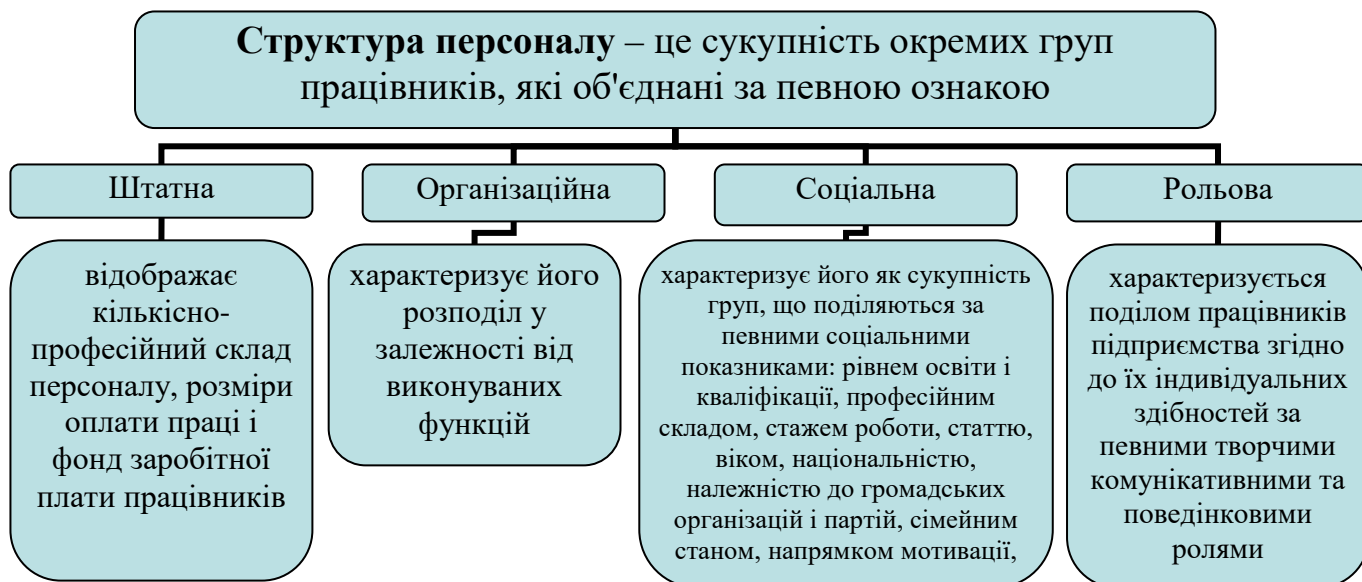 Структура персоналу – це сукупність окремих груп
працівників, які об'єднані за певною ознакою
Штатна
Організаційна
Соціальна
Рольова
відображає
кількісно-
професійний склад
персоналу, розміри
оплати праці і
фонд заробітної
плати працівників
характеризує його
розподіл у
залежності від
виконуваних
функцій
характеризує його як сукупність
груп, що поділяються за
певними соціальними
показниками: рівнем освіти і
кваліфікації, професійним
складом, стажем роботи, статтю,
віком, національністю,
належністю до громадських
організацій і партій, сімейним
станом, напрямком мотивації,
характеризується
поділом працівників
підприємства згідно
до їх індивідуальних
здібностей за
певними творчими
комунікативними та
поведінковими
ролями